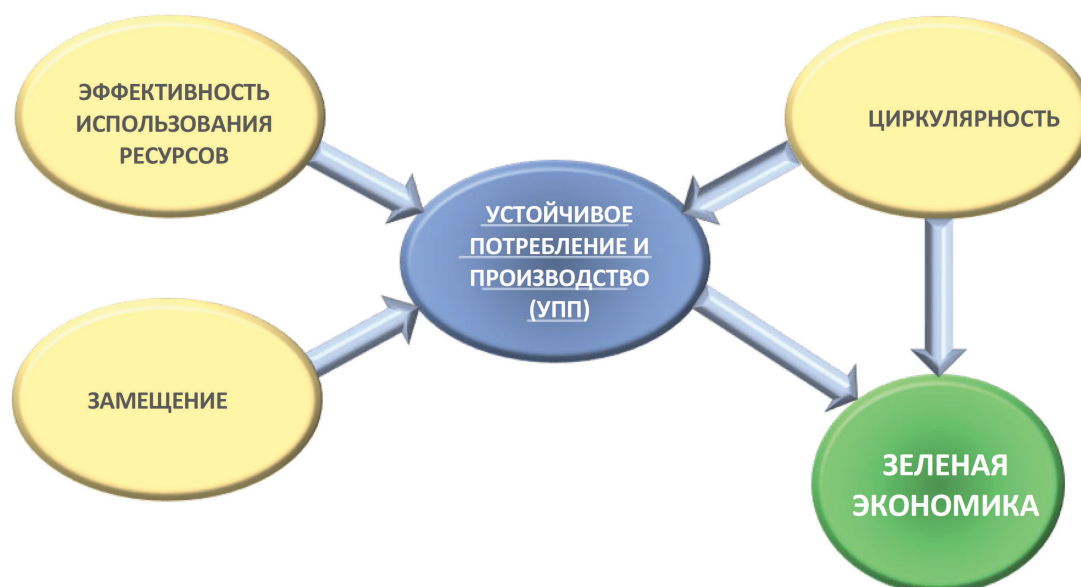 ЭФФЕКТИВНОСТЬ
ИСПОЛЬЗОВАНИЯ
РЕСУРСОВ
ЦИРКУЛЯРНОСТЬ
УСТОЙЧИВОЕ
ПОТРЕБЛЕНИЕ И
ПРОИЗВОДСТВО
(УПП)
ЗАМЕЩЕНИЕ
ЗЕЛЕНАЯ
ЭКОНОМИКА